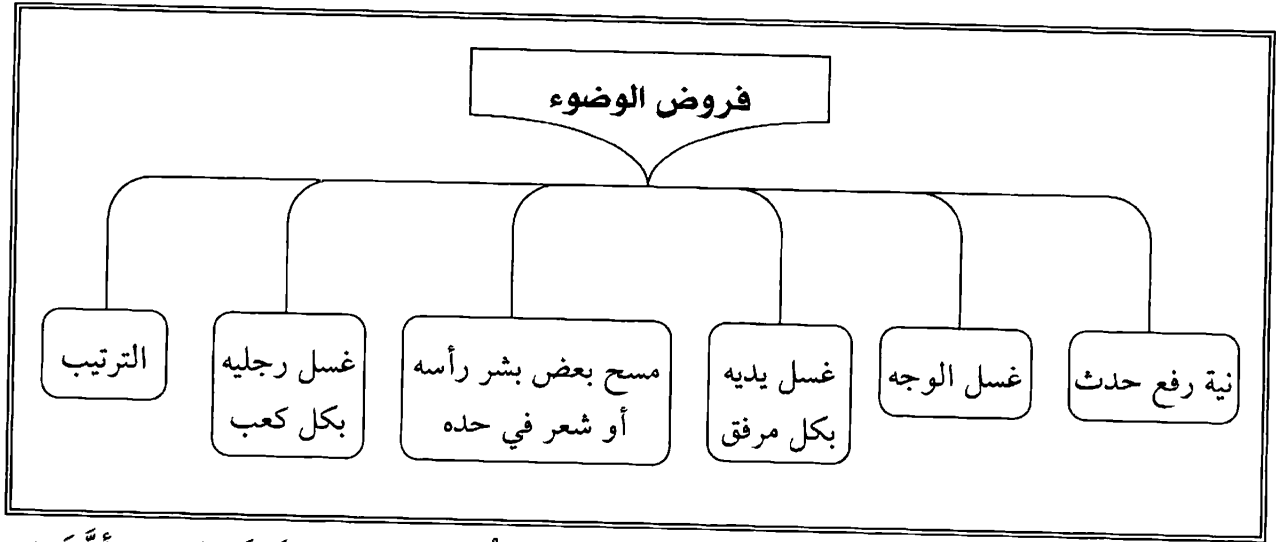 فروض الوضوء
نية رفع حدث
غسل الوجه
غسل يديه
بكل مرفق
مسح بعض بشر رأسه
أو شعر في حده
غسل رجليه
بكل كعب
الترتيب